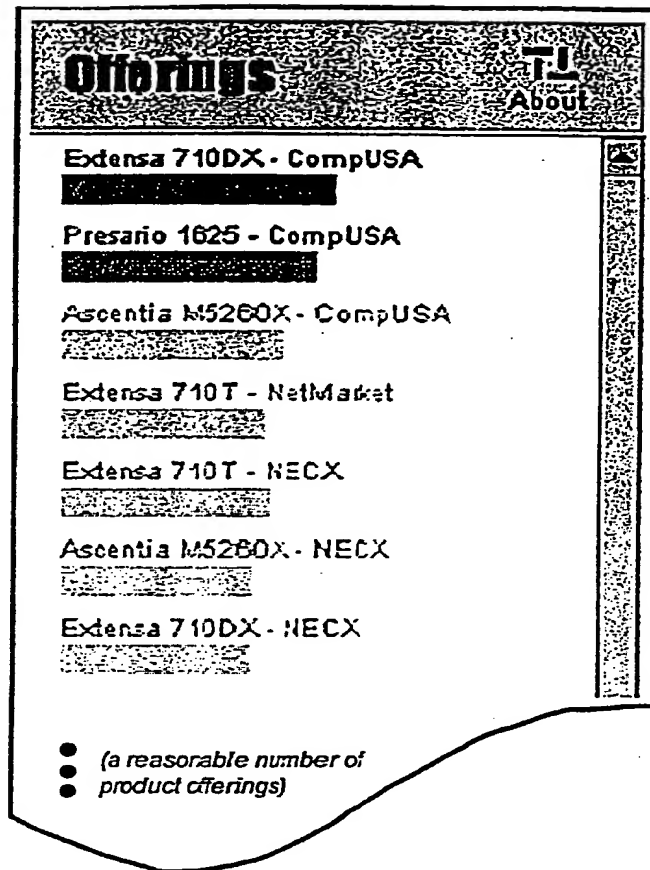 Offerings
About
Extensa 710DX - CompUSA
Presario 1625 - CompUSA
Ascentia M5260X - CompUSA
Extensa 710T - NetMarket
Extensa 710T - NECX
Ascentia M5260X - NECX
Extensa 710DX - NECX
(a reasonable number of
product offerings)